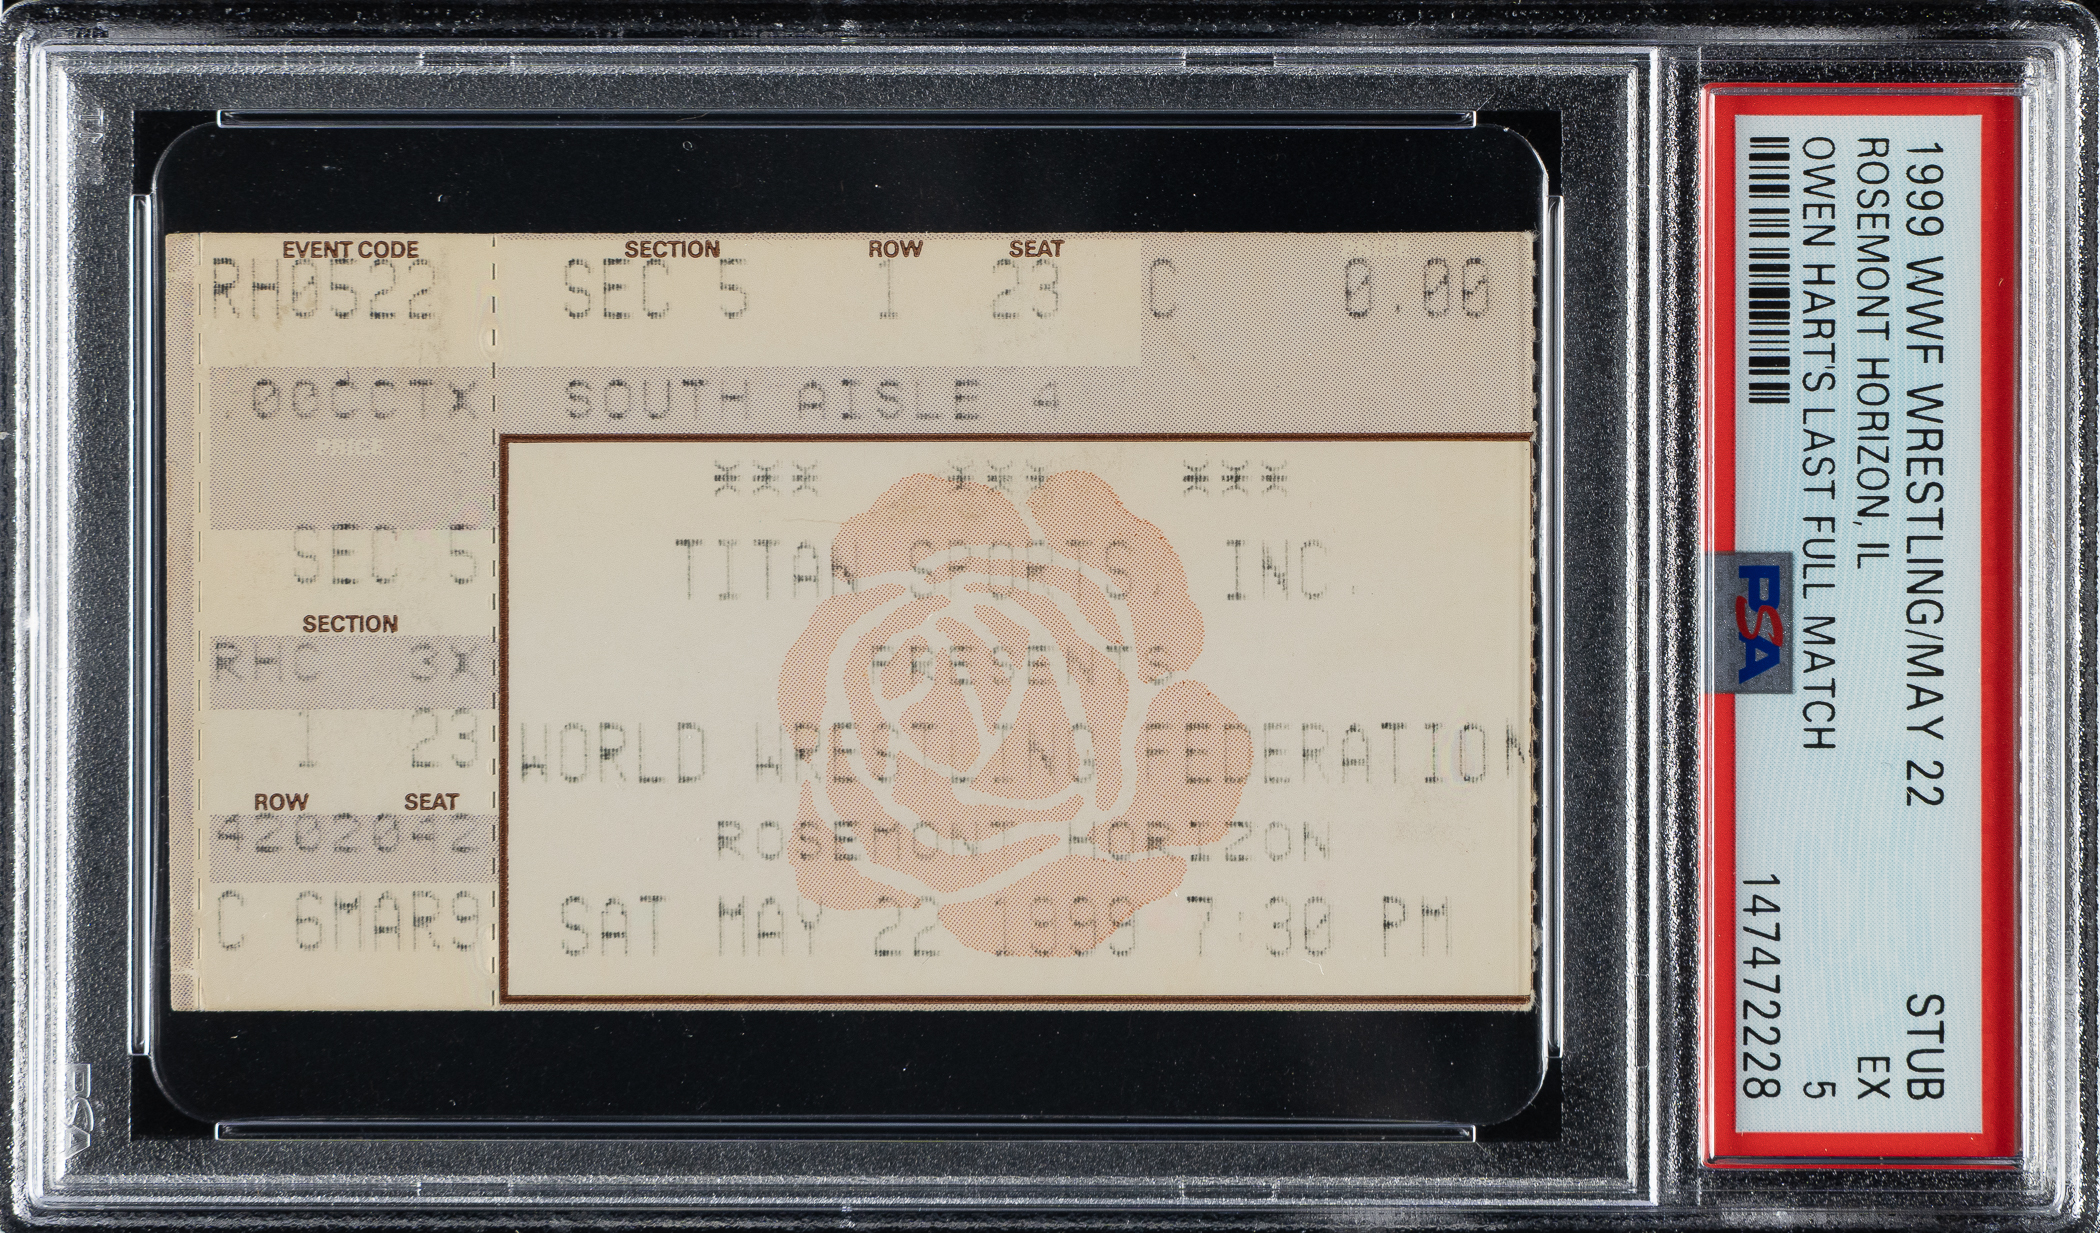 EVENT CODE SECTION ROW SEAT
RH0522 SEC 5 1 23 C 0.00
.00CCTX SOUTH AISLE 4
PRICE
SEC 5
SECTION
RHC 3X
1 23
ROW SEAT
4202042
C 6MAR9
*** *** ***
TITAN SPORTS, INC.
PRESENTS
WORLD WRESTLING FEDERATION
ROSEMONT HORIZON
SAT MAY 22 1999 7:30 PM
1999 WWF WRESTLING/MAY 22 STUB
ROSEMONT HORIZON, IL EX
OWEN HART'S LAST FULL MATCH 5
147472228
PSA
PSA